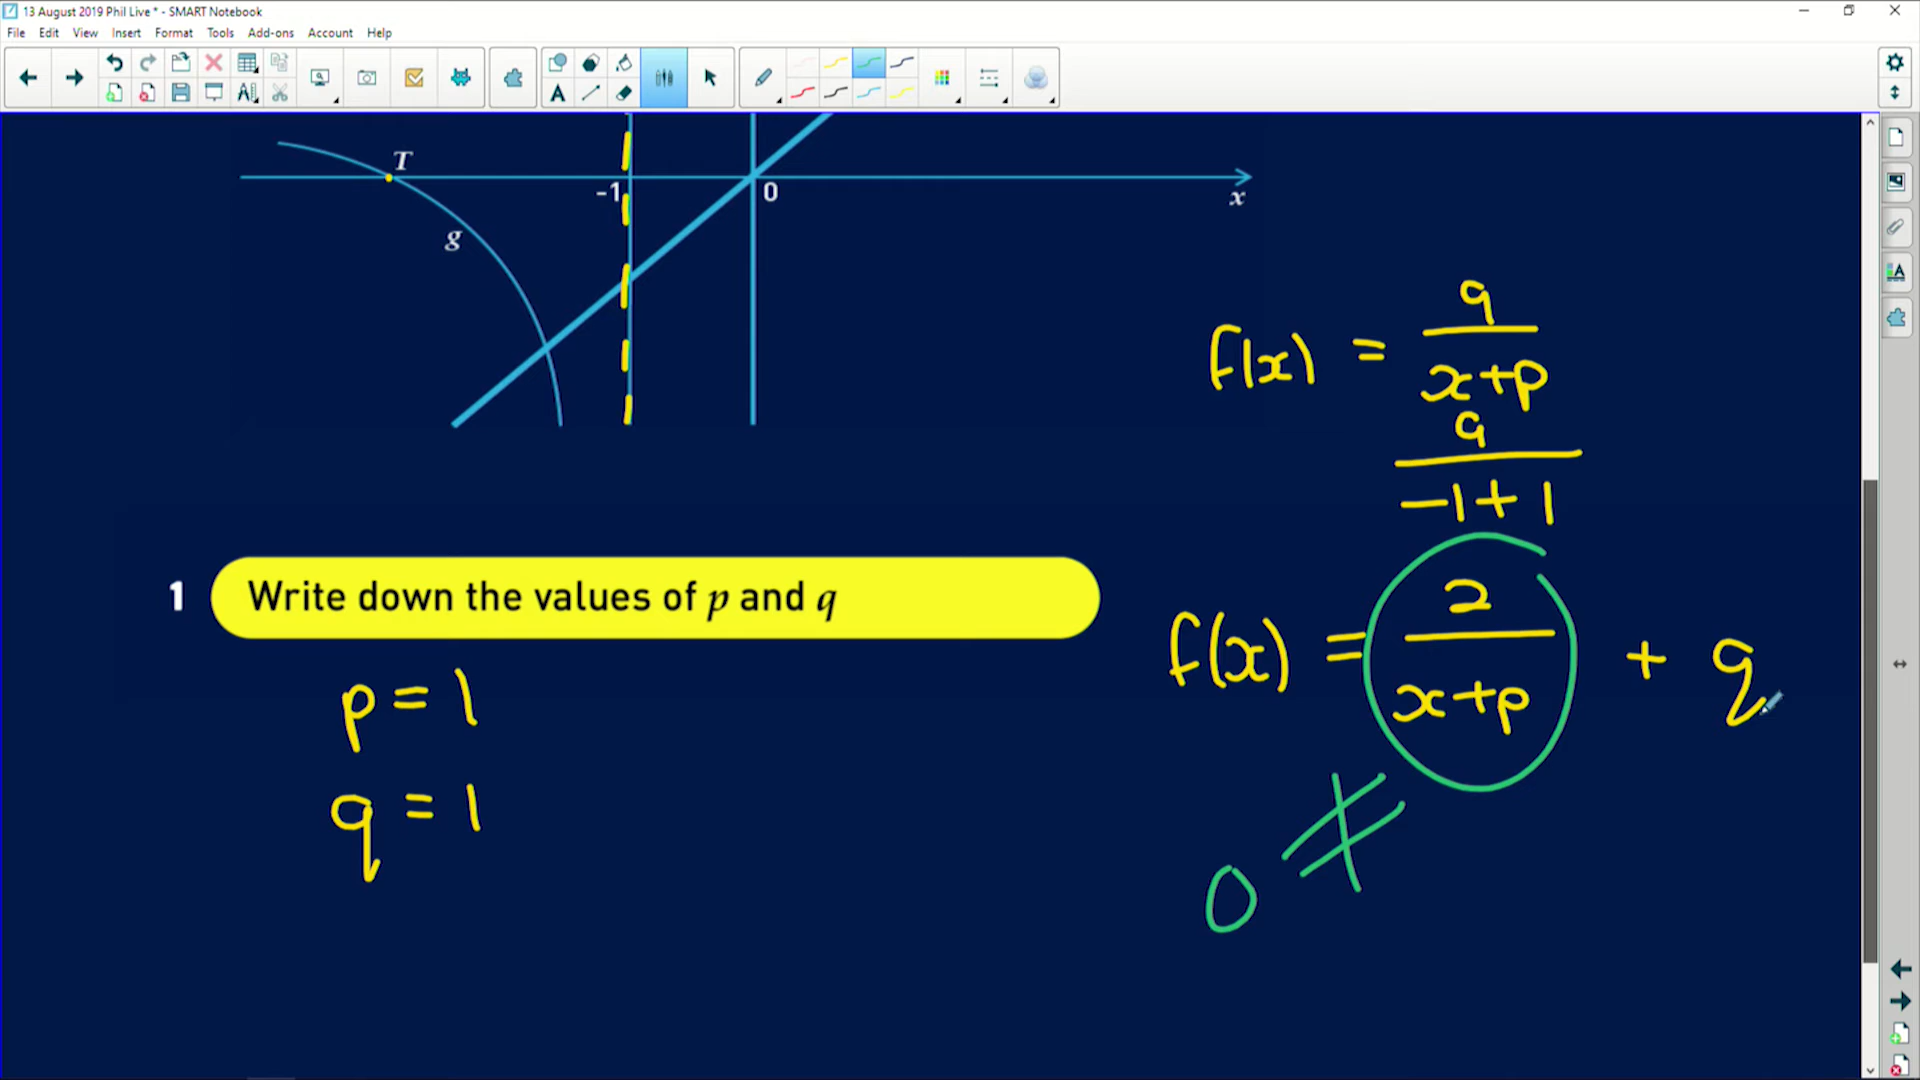 13 August 2019 Phil Live * - SMART Notebook
File Edit View Insert Format Tools Add-ons Account Help
T
-1
0
x
g
f(x) = a/x+p
a/-1+1
1 Write down the values of p and q
f(x) = 2/x+p + q
p = 1
q = 1
0 ≠